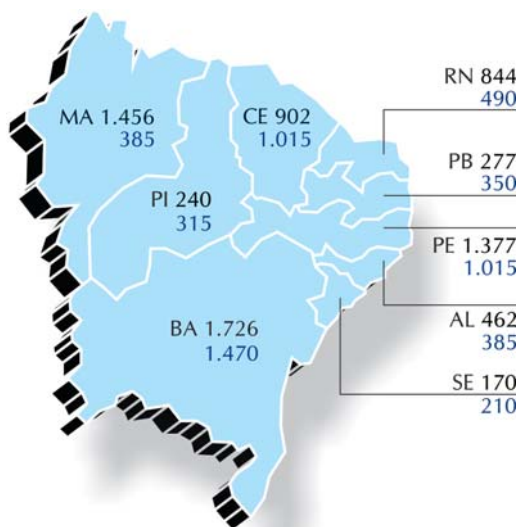 MA 1.456
385
CE 902
1.015
PI 240
315
BA 1.726
1.470
RN 844
490
PB 277
350
PE 1.377
1.015
AL 462
385
SE 170
210